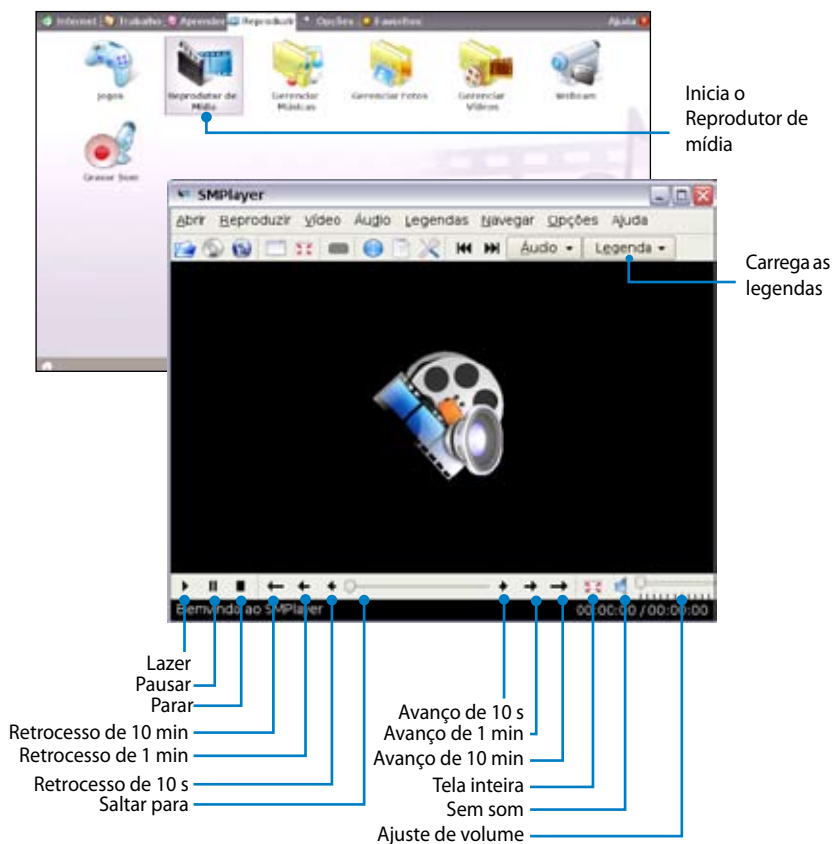 Internet Trabalho Aprender Reproduzir Opções Favoritos Ajuda
Jogos
Reprodutor de
Mídia
Gerenciar
Músicas
Gerenciar Fotos
Gerenciar
Vídeos
Webcam
Gravar Som
Inicia o
Reprodutor de
mídia
SMPlayer
Abrir Reproduzir Vídeo Áudio Legendas Navegar Opções Ajuda
Áudio Legenda
Carrega as
legendas
Bemvindo ao SMPlayer 00:00:00 / 00:00:00
Lazer
Pausar
Parar
Retrocesso de 10 min
Retrocesso de 1 min
Retrocesso de 10 s
Saltar para
Avanço de 10 s
Avanço de 1 min
Avanço de 10 min
Tela inteira
Sem som
Ajuste de volume